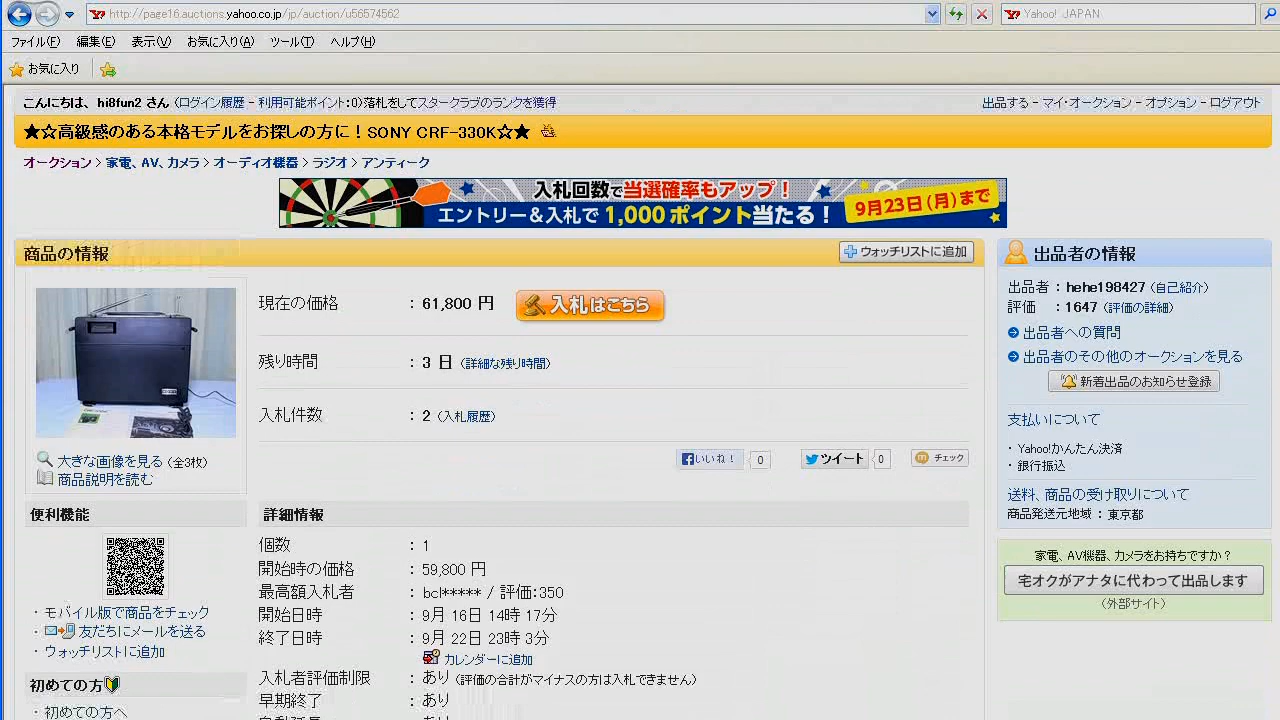 http://page16.auctions.yahoo.co.jp/jp/auction/u56574562
Yahoo! JAPAN
ファイル(F) 編集(E) 表示(V) お気に入り(A) ツール(T) ヘルプ(H)
お気に入り
こんにちは、hi8fun2 さん (ログイン履歴 - 利用可能ポイント:0)落札をしてスタークラブのランクを獲得
出品する - マイ・オークション - オプション - ログアウト
★☆高級感のある本格モデルをお探しの方に！SONY CRF-330K☆★
オークション > 家電、AV、カメラ > オーディオ機器 > ラジオ > アンティーク
入札回数で当選確率もアップ！
エントリー＆入札で 1,000 ポイント当たる！
9月23日(月)まで
商品の情報
ウォッチリストに追加
現在の価格 : 61,800 円
入札はこちら
残り時間 : 3 日 (詳細な残り時間)
入札件数 : 2 (入札履歴)
大きな画像を見る (全3枚)
商品説明を読む
いいね！ 0
ツイート 0
チェック
便利機能
・モバイル版で商品をチェック
・友だちにメールを送る
・ウォッチリストに追加
初めての方
・初めての方へ
詳細情報
個数 : 1
開始時の価格 : 59,800 円
最高額入札者 : bcl***** / 評価:350
開始日時 : 9月 16日 14時 17分
終了日時 : 9月 22日 23時 3分
カレンダーに追加
入札者評価制限 : あり (評価の合計がマイナスの方は入札できません)
早期終了 : あり
出品者の情報
出品者 : hehe198427 (自己紹介)
評価 : 1647 (評価の詳細)
出品者への質問
出品者のその他のオークションを見る
新着出品のお知らせ登録
支払いについて
・Yahoo!かんたん決済
・銀行振込
送料、商品の受け取りについて
商品発送元地域 : 東京都
家電、AV機器、カメラをお持ちですか？
宅オクがアナタに代わって出品します
(外部サイト)